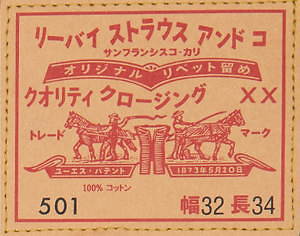 リーバイ ストラウス アンド コ
サンフランシスコ・カリ
オリジナル リベット留め
クオリティ クロージング XX
トレード マーク
ユーエス・パテント 1873年5月20日
100% コットン
501 幅32 長34